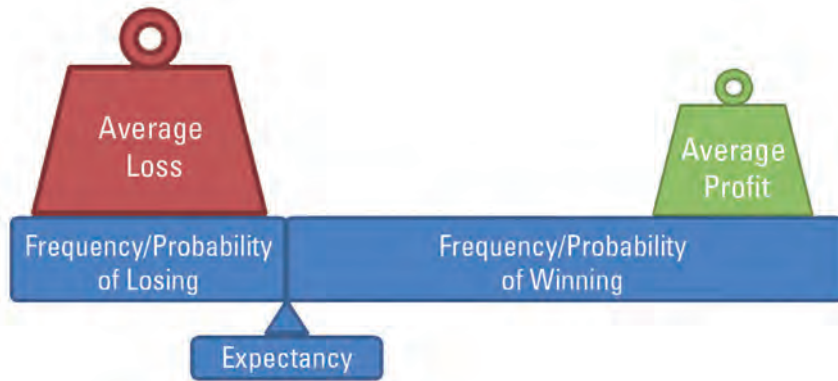 Average
Loss
Average
Profit
Frequency/Probability
of Losing
Frequency/Probability
of Winning
Expectancy